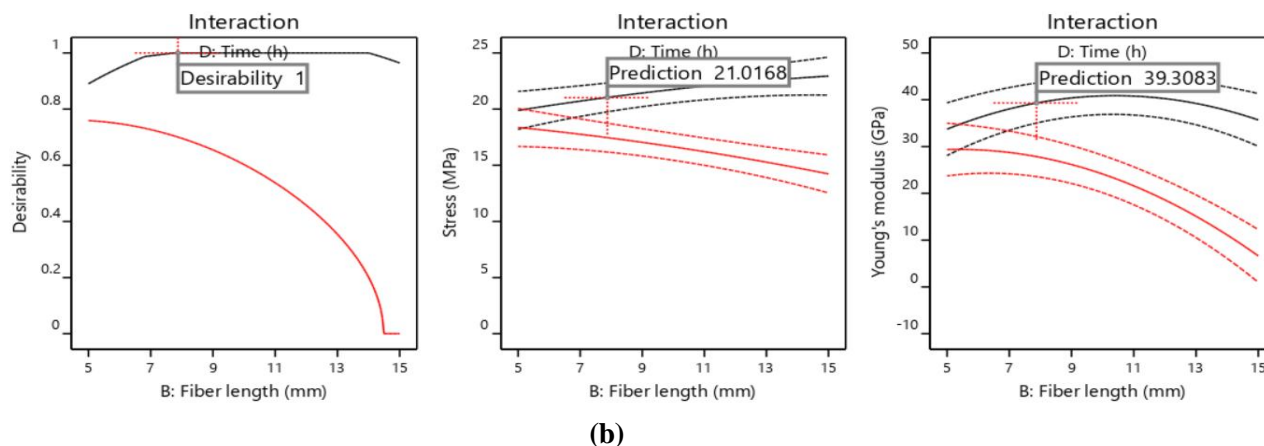 Interaction
D: Time (h)
Desirability 1
1
0.8
0.6
0.4
0.2
0
Desirability
5 7 9 11 13 15
B: Fiber length (mm)
Interaction
D: Time (h)
Prediction 21.0168
25
20
15
10
5
0
Stress (MPa)
5 7 9 11 13 15
B: Fiber length (mm)
Interaction
D: Time (h)
Prediction 39.3083
50
40
30
20
10
0
-10
Young's modulus (GPa)
5 7 9 11 13 15
B: Fiber length (mm)
(b)